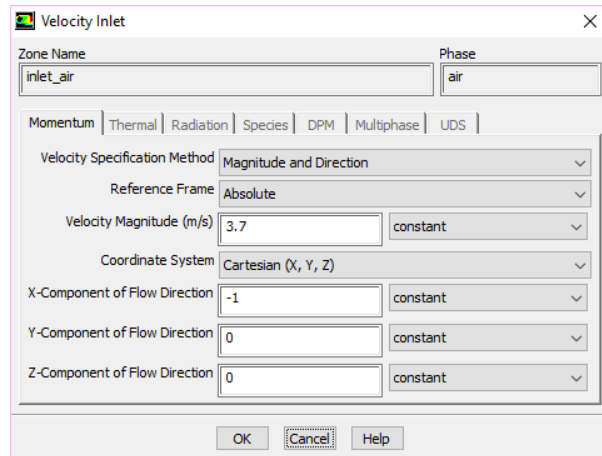 Velocity Inlet
Zone Name Phase
inlet_air air
Momentum Thermal Radiation Species DPM Multiphase UDS
Velocity Specification Method Magnitude and Direction
Reference Frame Absolute
Velocity Magnitude (m/s) 3.7 constant
Coordinate System Cartesian (X, Y, Z)
X-Component of Flow Direction -1 constant
Y-Component of Flow Direction 0 constant
Z-Component of Flow Direction 0 constant
OK Cancel Help